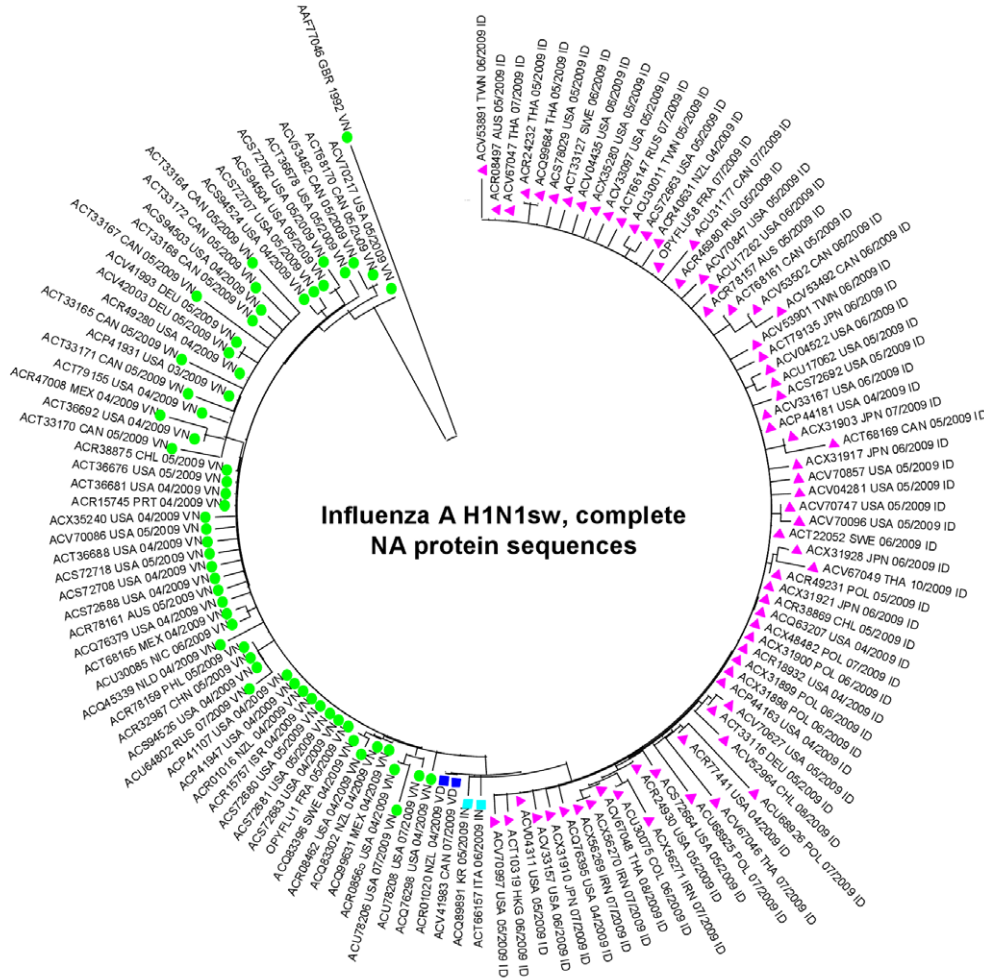 AAF77046 GBR 1992 VN
ACV53891 TWN 06/2009 ID
ACR08497 AUS 05/2009 ID
ACV67047 THA 07/2009 ID
ACR24232 THA 05/2009 ID
ACQ99684 THA 05/2009 ID
ACS78029 USA 05/2009 ID
ACT33127 SWE 06/2009 ID
ACV04435 USA 06/2009 ID
ACX35280 USA 05/2009 ID
ACV33097 USA 05/2009 ID
ACT66147 RUS 07/2009 ID
ACU30011 TWN 05/2009 ID
ACS72663 USA 05/2009 ID
ACR40631 NZL 04/2009 ID
OPYFLU58 FRA 07/2009 ID
ACU31177 CAN 07/2009 ID
ACR46980 RUS 05/2009 ID
ACV70847 USA 05/2009 ID
ACU17262 USA 06/2009 ID
ACR78157 AUS 05/2009 ID
ACT68161 CAN 05/2009 ID
ACV53502 CAN 06/2009 ID
ACV53492 CAN 06/2009 ID
ACV53901 TWN 06/2009 ID
ACT79135 JPN 06/2009 ID
ACV04522 USA 06/2009 ID
ACU17062 USA 05/2009 ID
ACS72692 USA 05/2009 ID
ACV33167 USA 06/2009 ID
ACP44181 USA 04/2009 ID
ACX31903 JPN 07/2009 ID
ACT68169 CAN 05/2009 ID
ACX31917 JPN 06/2009 ID
ACV70857 USA 05/2009 ID
ACV04281 USA 05/2009 ID
ACV70747 USA 05/2009 ID
ACV70096 USA 05/2009 ID
ACT22052 SWE 06/2009 ID
ACX31928 JPN 06/2009 ID
ACV67049 THA 10/2009 ID
ACR49231 POL 05/2009 ID
ACX31921 JPN 06/2009 ID
ACR38869 CHL 05/2009 ID
ACQ63207 USA 04/2009 ID
ACX48482 POL 07/2009 ID
ACX31900 POL 06/2009 ID
ACR18932 USA 04/2009 ID
ACX31899 POL 06/2009 ID
ACX31898 POL 06/2009 ID
ACP44163 USA 04/2009 ID
ACV70627 USA 05/2009 ID
ACT33116 DEU 05/2009 ID
ACV52964 CHL 08/2009 ID
ACU68926 POL 07/2009 ID
ACR77441 USA 04/2009 ID
ACV67046 THA 07/2009 ID
ACU68925 POL 07/2009 ID
ACS72664 USA 05/2009 ID
ACR24930 USA 05/2009 ID
ACX56271 IRN 07/2009 ID
ACU30075 COL 06/2009 ID
ACV67048 THA 08/2009 ID
ACX56270 IRN 07/2009 ID
ACX56269 IRN 07/2009 ID
ACQ76395 USA 04/2009 ID
ACX31910 JPN 07/2009 ID
ACV33157 USA 06/2009 ID
ACV04311 USA 05/2009 ID
ACT10319 HKG 06/2009 ID
ACV70997 USA 05/2009 ID
ACT66157 ITA 06/2009 IN
ACQ89891 KR 05/2009 IN
ACV41983 CAN 07/2009 VD
ACR01020 NZL 04/2009 VD
ACQ76298 USA 04/2009 VN
ACU78208 USA 07/2009 VN
ACU78206 USA 07/2009 VN
USA 04/2009 VN
ACQ99631 MEX 04/2009 VN
ACQ83302 NZL 04/2009 VN
ACR08462 USA 04/2009 VN
ACQ83396 SWE 04/2009 VN
OPYFLU1 FRA 05/2009 VN
ACS72683 USA 04/2009 VN
ACS72681 USA 05/2009 VN
ACS72680 USA 05/2009 VN
ACR15757 ISR 04/2009 VN
ACR01016 NZL 04/2009 VN
ACP41947 USA 04/2009 VN
ACP41107 USA 04/2009 VN
ACU64802 RUS 07/2009 VN
ACS94526 USA 04/2009 VN
ACR32987 CHN 05/2009 VN
ACR78159 PHL 05/2009 VN
ACQ45339 NLD 04/2009 VN
ACU30085 NIC 06/2009 VN
ACT68165 MEX 04/2009 VN
ACQ76379 USA 04/2009 VN
ACR78161 AUS 05/2009 VN
ACS72688 USA 04/2009 VN
ACS72708 USA 04/2009 VN
ACS72718 USA 05/2009 VN
ACT36688 USA 04/2009 VN
ACV70086 USA 05/2009 VN
ACX35240 USA 04/2009 VN
ACR15745 PRT 04/2009 VN
ACT36681 USA 04/2009 VN
ACT36676 USA 05/2009 VN
ACR38875 CHL 05/2009 VN
ACT33170 CAN 05/2009 VN
ACT36692 USA 04/2009 VN
ACR47008 MEX 04/2009 VN
ACT79155 USA 04/2009 VN
ACT33171 CAN 05/2009 VN
ACP41931 USA 03/2009 VN
ACT33165 CAN 05/2009 VN
ACR49280 USA 04/2009 VN
ACV42003 DEU 05/2009 VN
ACV41993 DEU 05/2009 VN
ACT33167 CAN 05/2009 VN
ACT33168 CAN 05/2009 VN
ACS94503 USA 04/2009 VN
ACT33172 CAN 05/2009 VN
ACT33164 CAN 05/2009 VN
ACS94524 USA 04/2009 VN
ACS72707 USA 05/2009 VN
ACS94504 USA 05/2009 VN
ACS72702 USA 05/2009 VN
ACT36678 USA 05/2009 VN
ACV53482 CAN 05/2009 VN
ACT68170 CAN 05/2009 VN
ACV70217 USA 05/2009 VN
Influenza A H1N1sw, complete
NA protein sequences